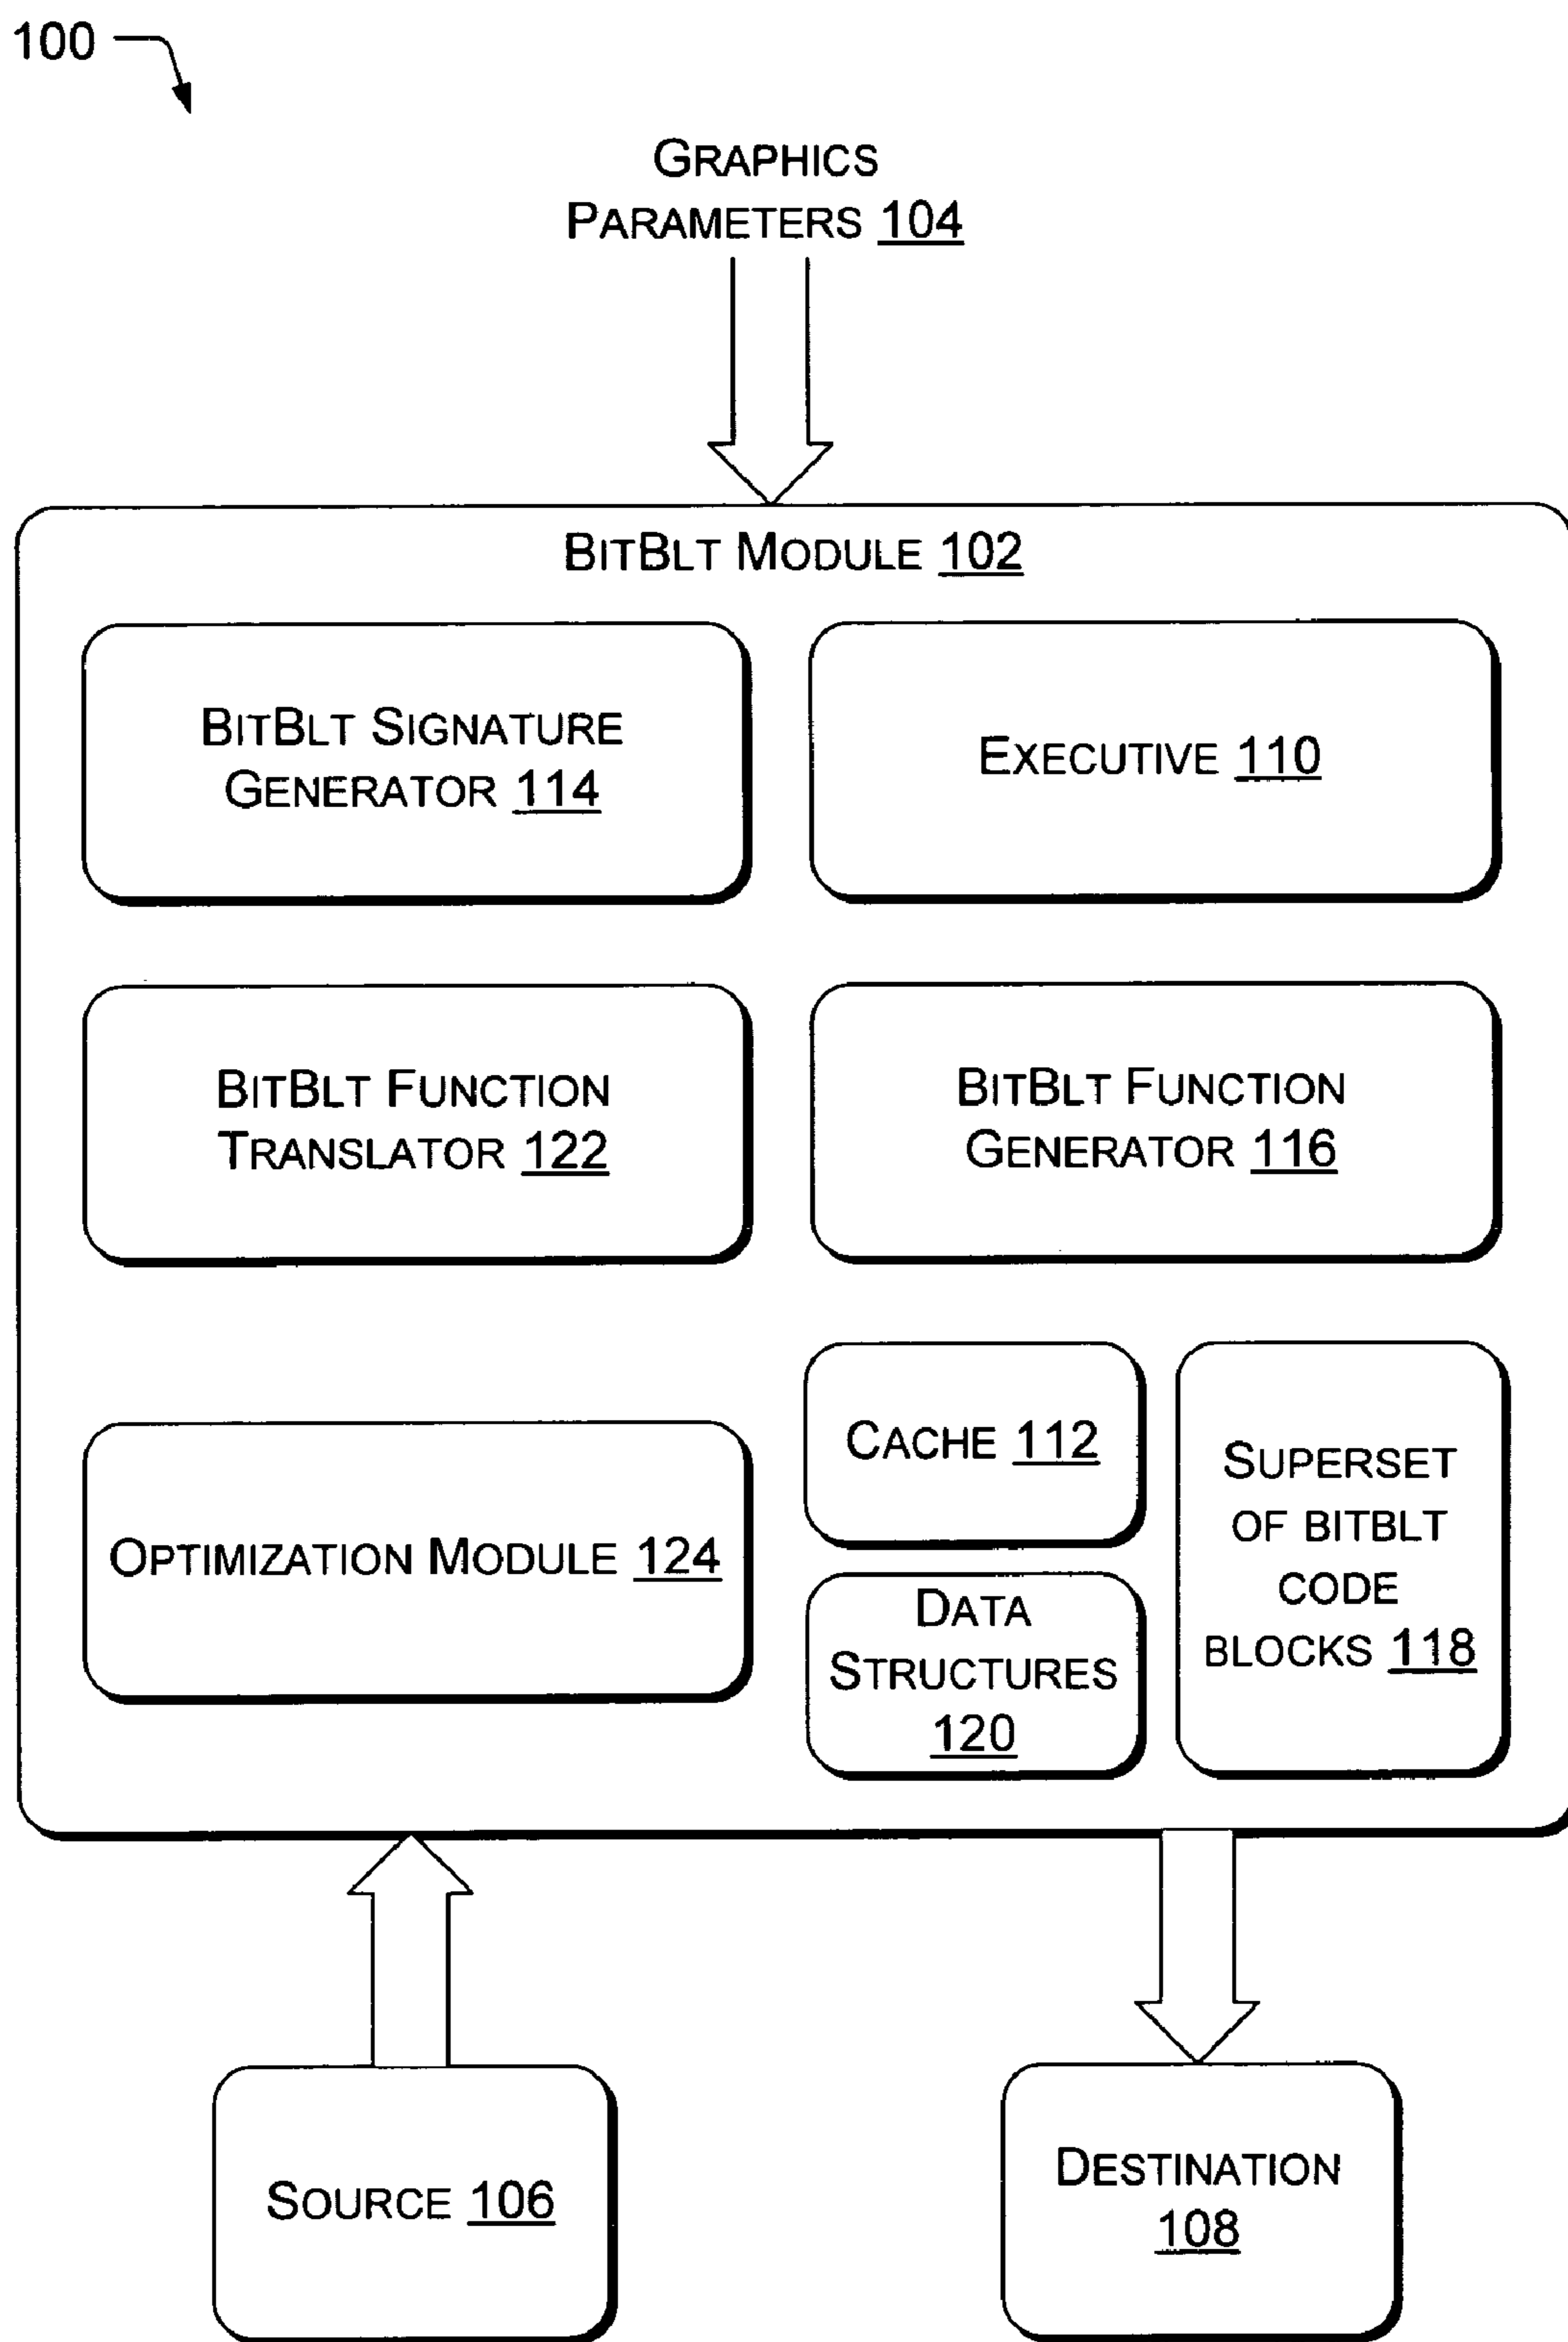 100
GRAPHICS
PARAMETERS 104
BITBLT MODULE 102
BITBLT SIGNATURE
GENERATOR 114
EXECUTIVE 110
BITBLT FUNCTION
TRANSLATOR 122
BITBLT FUNCTION
GENERATOR 116
OPTIMIZATION MODULE 124
CACHE 112
DATA
STRUCTURES
120
SUPERSET
OF BITBLT
CODE
BLOCKS 118
SOURCE 106
DESTINATION
108